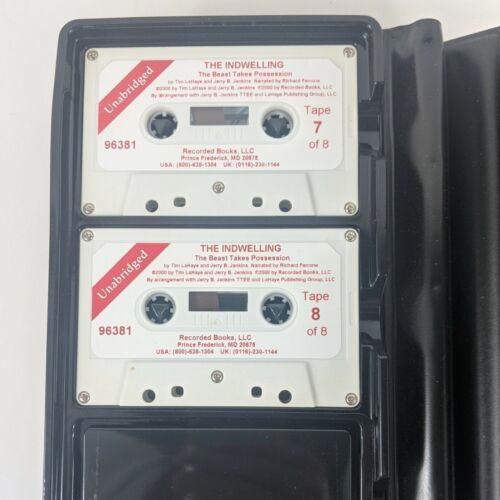 Unabridged
THE INDWELLING
The Beast Takes Possession
by Tim LaHaye and Jerry B. Jenkins Narrated by Richard Ferrone
©2000 by Tim LaHaye and Jerry B. Jenkins ℗2000 by Recorded Books, LLC
By arrangement with Jerry B. Jenkins TTEE and LaHaye Publishing Group, LLC
Tape
7
of 8
96381
Recorded Books, LLC
Prince Frederick, MD 20678
USA: (800)-638-1304 UK: (0116)-230-1144
Unabridged
THE INDWELLING
The Beast Takes Possession
by Tim LaHaye and Jerry B. Jenkins Narrated by Richard Ferrone
©2000 by Tim LaHaye and Jerry B. Jenkins ℗2000 by Recorded Books, LLC
By arrangement with Jerry B. Jenkins TTEE and LaHaye Publishing Group, LLC
Tape
8
of 8
96381
Recorded Books, LLC
Prince Frederick, MD 20678
USA: (800)-638-1304 UK: (0116)-230-1144